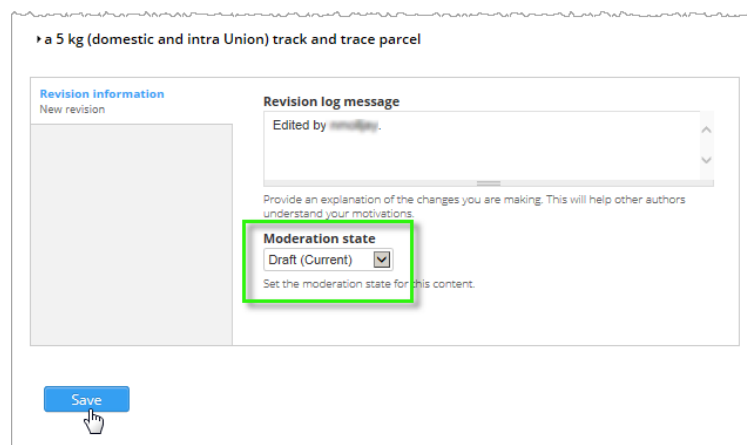 a 5 kg (domestic and intra Union) track and trace parcel
Revision information
New revision
Revision log message
Edited by .
Provide an explanation of the changes you are making. This will help other authors
understand your motivations.
Moderation state
Draft (Current)
Set the moderation state for this content.
Save